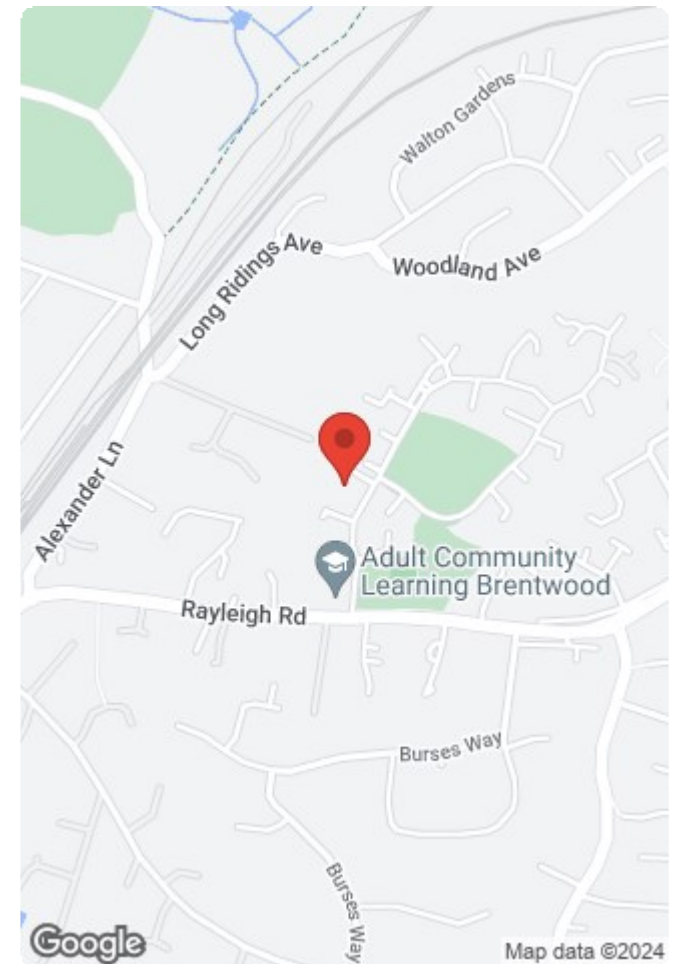 Walton Gardens
Long Ridings Ave
Woodland Ave
Alexander Ln
Adult Community
Learning Brentwood
Rayleigh Rd
Burses Way
Burses Way
Google
Map data ©2024